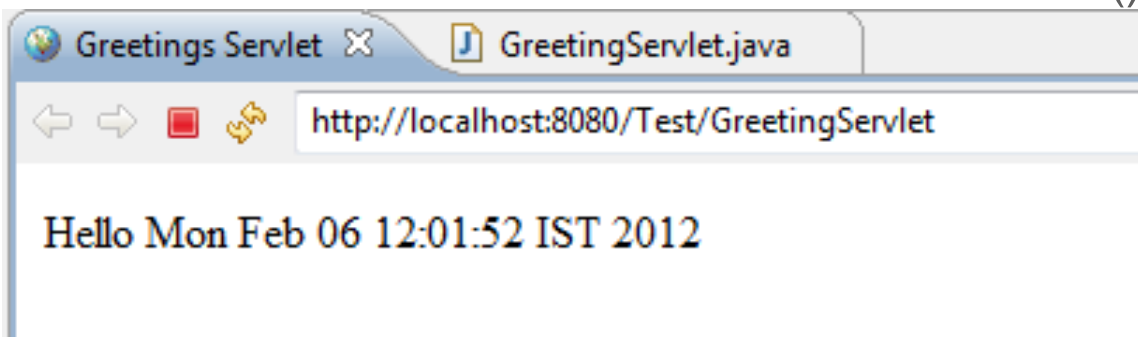 ()
Greetings Servlet GreetingServlet.java
http://localhost:8080/Test/GreetingServlet
Hello Mon Feb 06 12:01:52 IST 2012